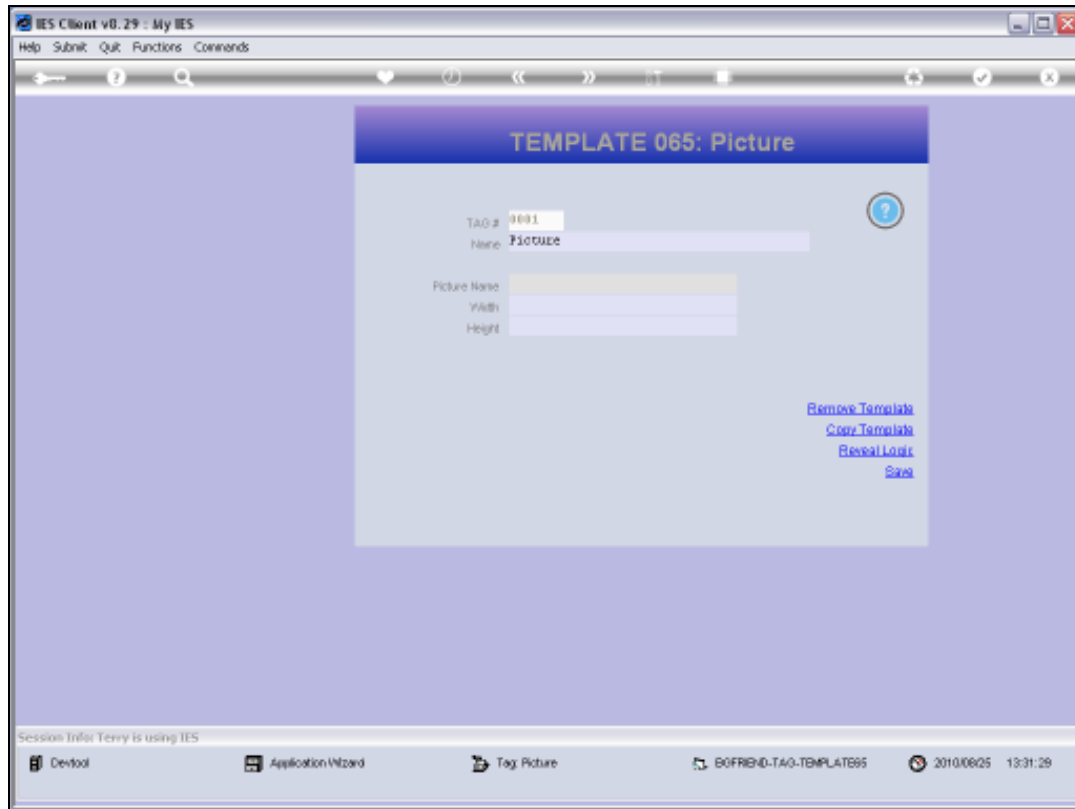 IES Client v8.29 : My IES
Help Submit Quit Functions Commands
TEMPLATE 065: Picture
TAG # 0001
Name Picture
Picture Name
Width
Height
Remove Template
Copy Template
Reveal Logic
Save
Session Info: Terry is using IES
Devtool Application Wizard Tag: Picture BGFRIEND-TAG-TEMPLATE65 2010/08/25 13:31:29